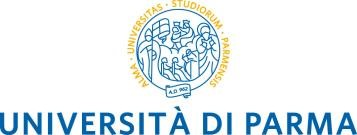 ALMA · UNIVERSITAS · STUDIORUM · PARMENSIS
A.D. 962
UNIVERSITÀ DI PARMA